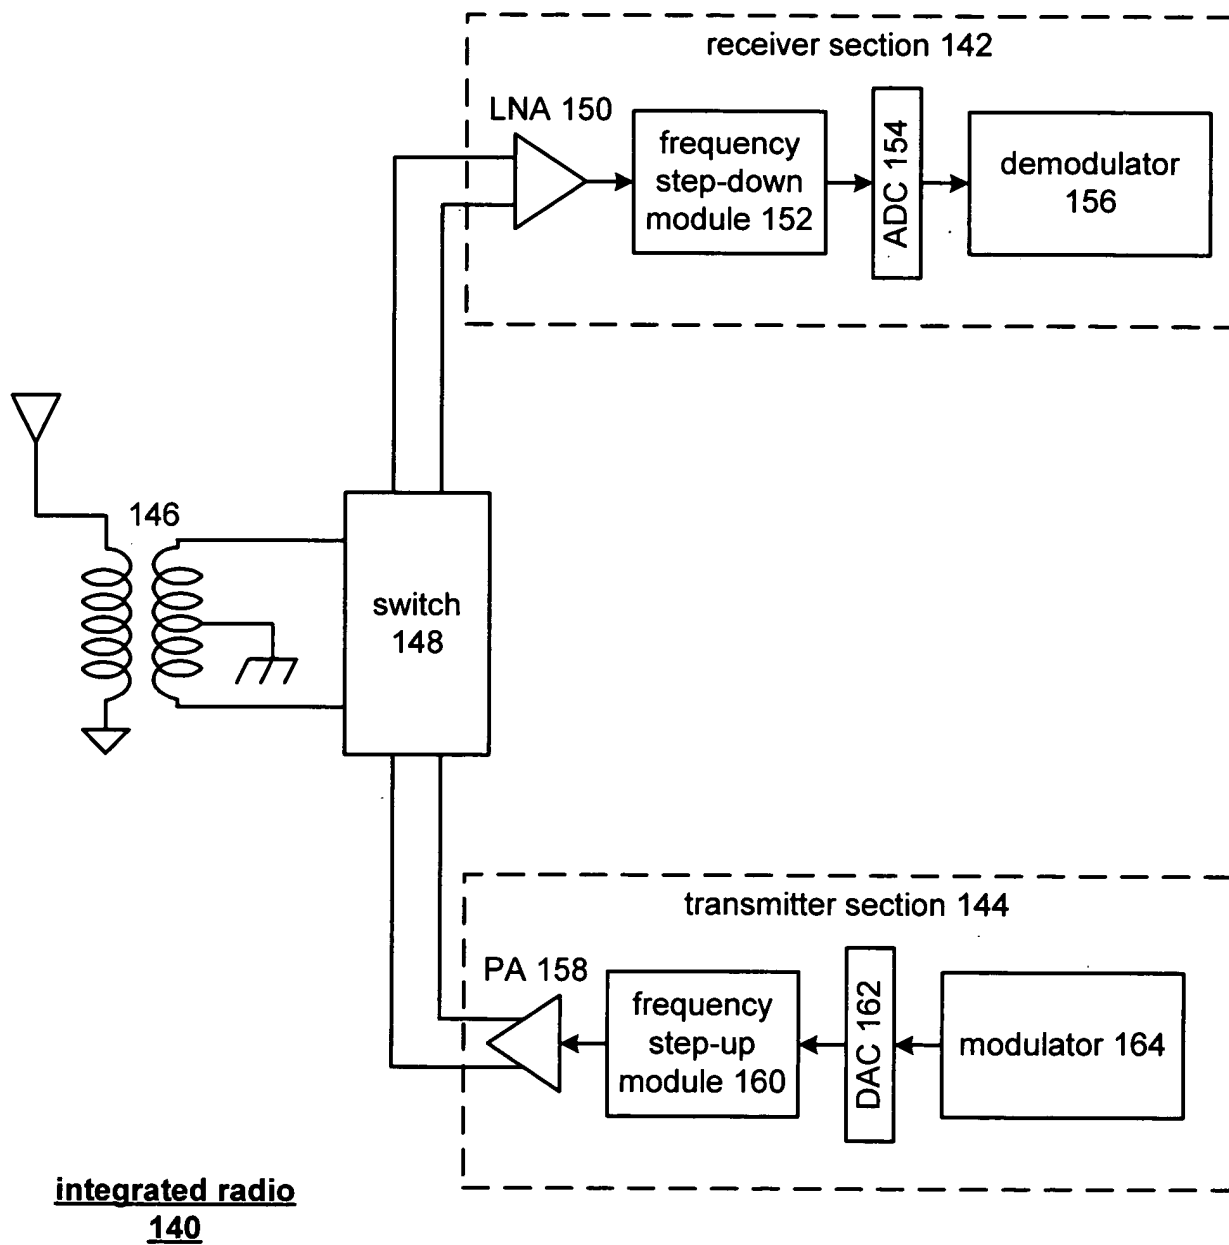 receiver section 142
LNA 150
frequency
step-down
module 152
ADC 154
demodulator
156
146
switch
148
transmitter section 144
PA 158
frequency
step-up
module 160
DAC 162
modulator 164
integrated radio
140